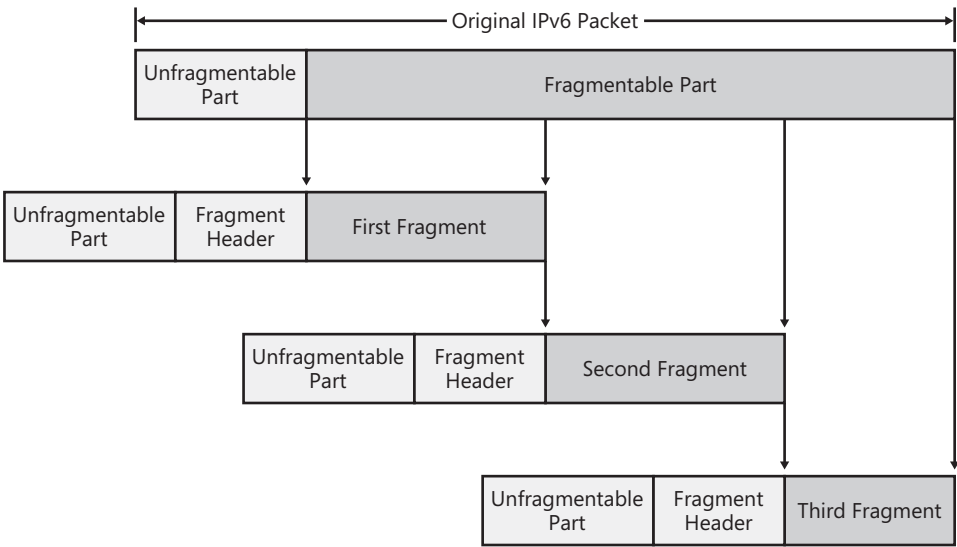 Original IPv6 Packet
Unfragmentable
Part
Fragmentable Part
Unfragmentable
Part
Fragment
Header
First Fragment
Unfragmentable
Part
Fragment
Header
Second Fragment
Unfragmentable
Part
Fragment
Header
Third Fragment